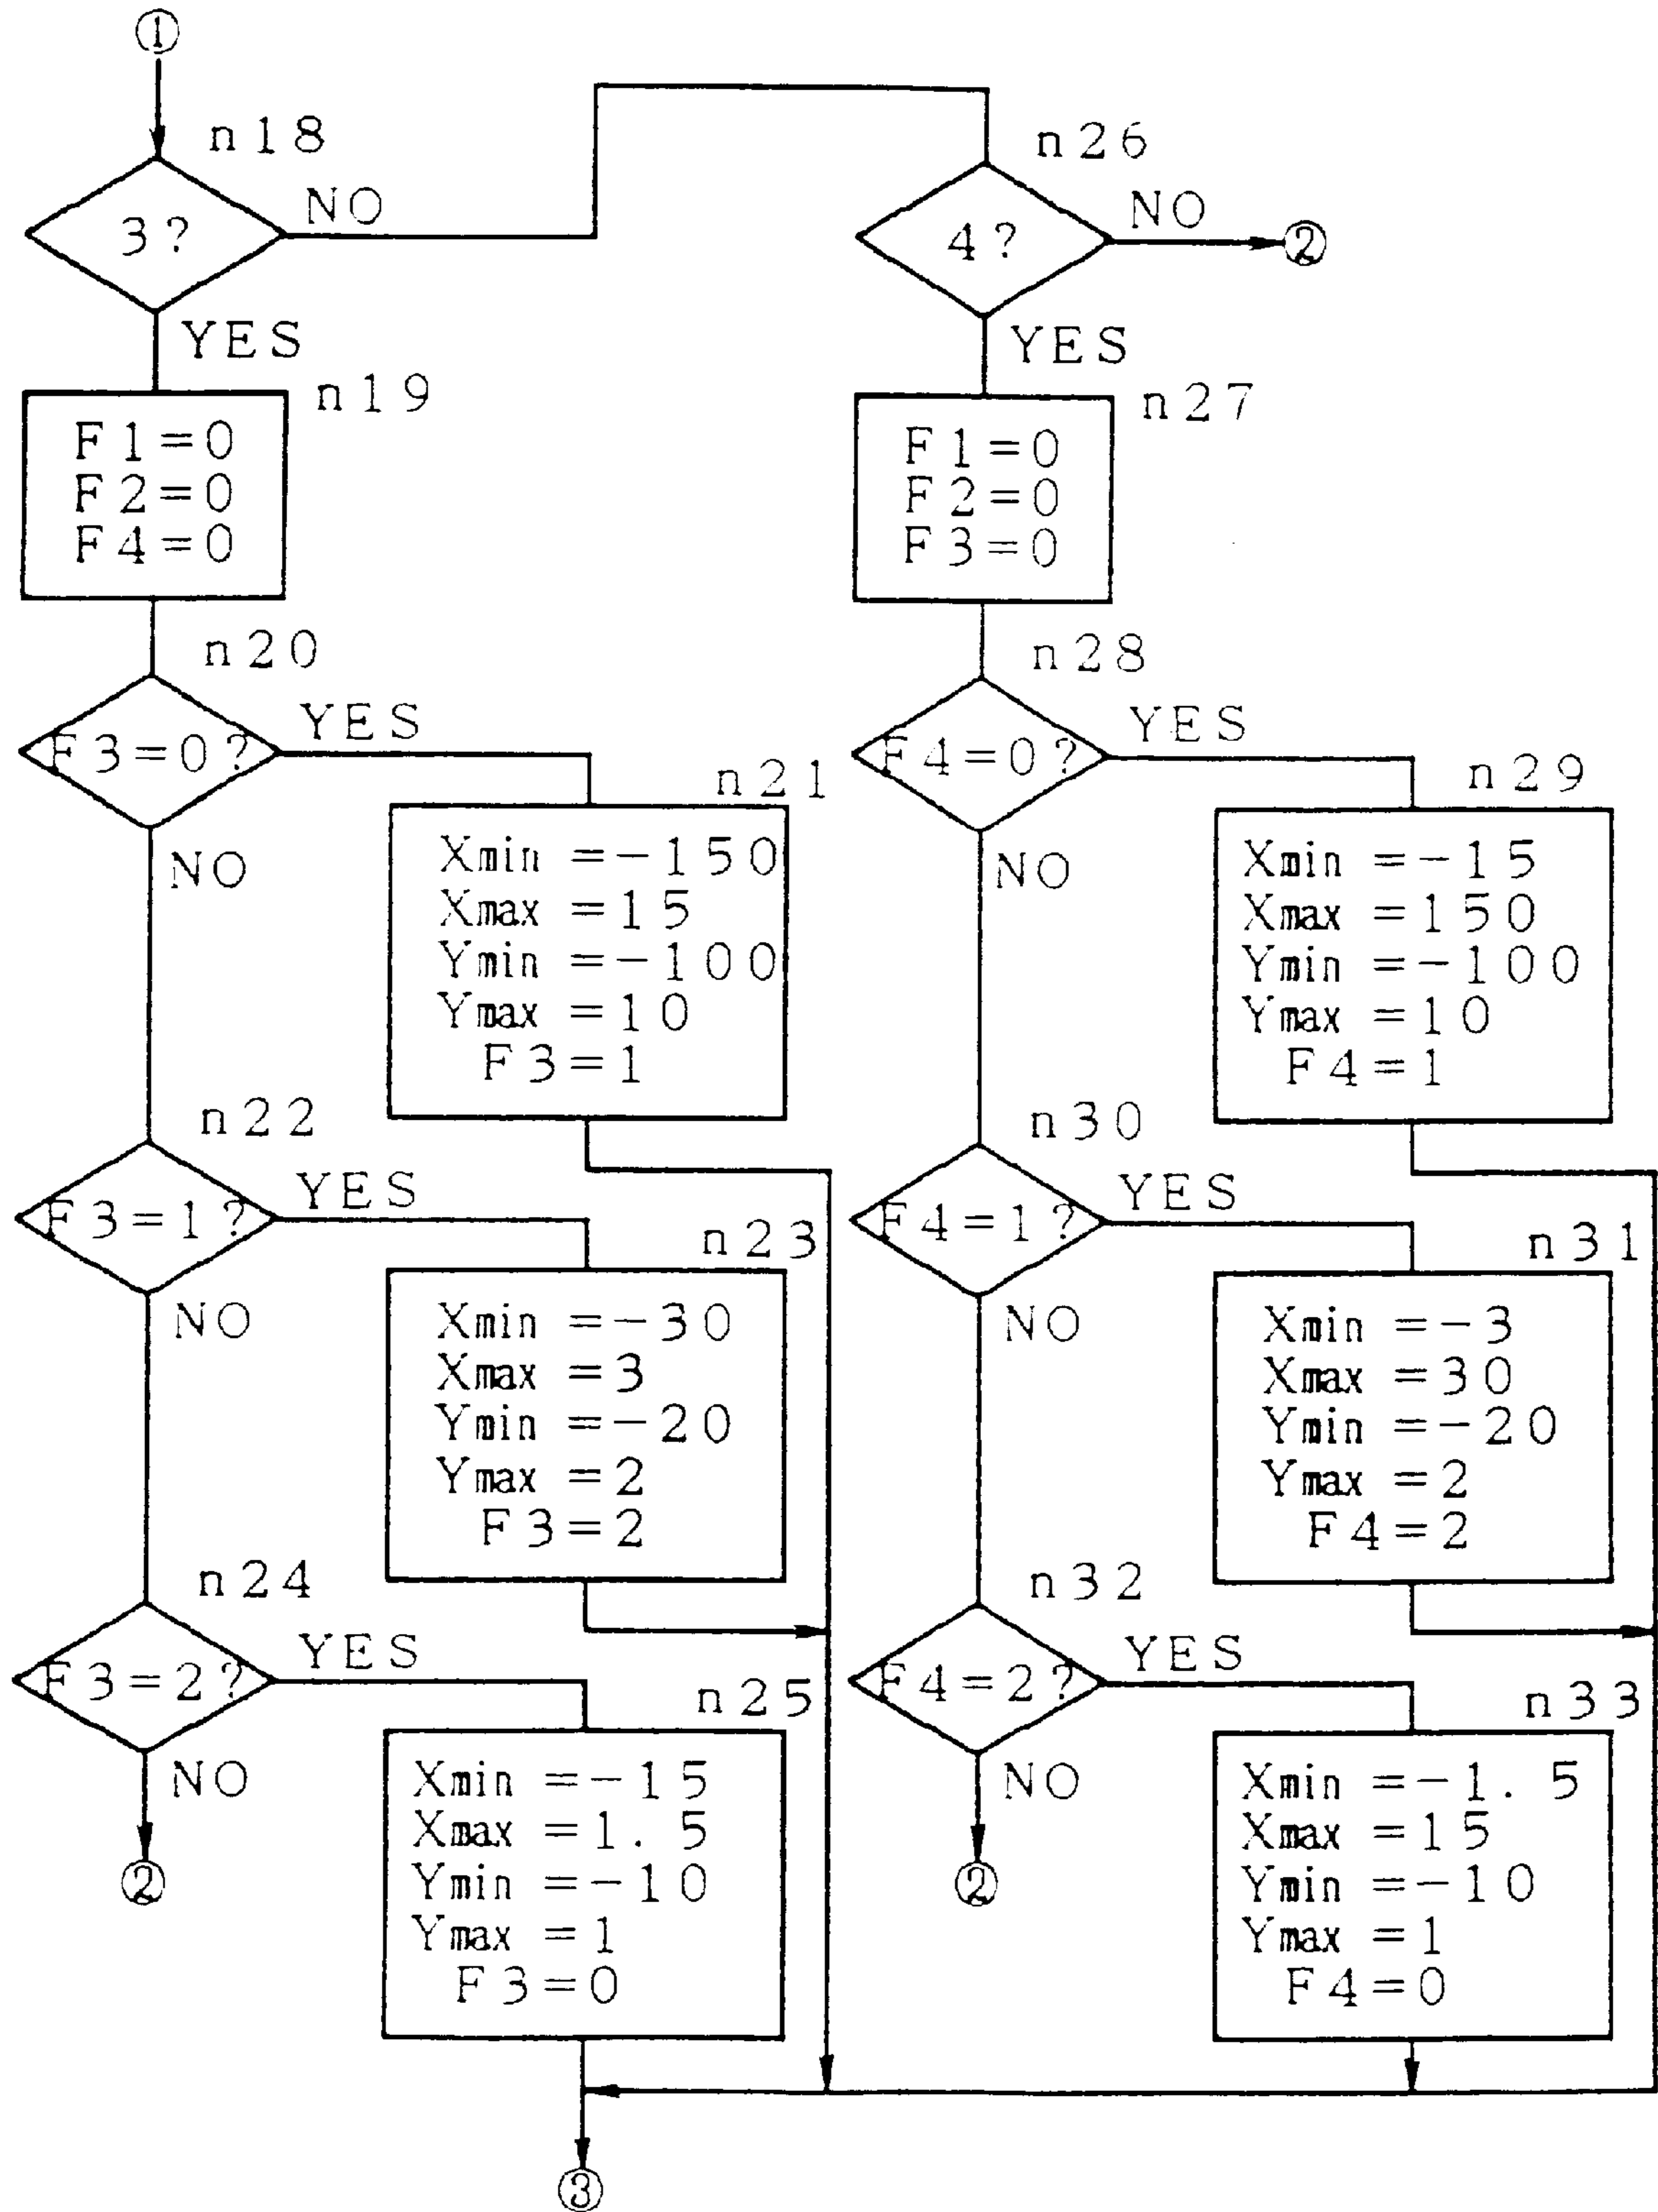 ①
n18
3?
NO
YES
n19
F1=0
F2=0
F4=0
n20
F3=0?
YES
NO
n21
Xmin =-150
Xmax =15
Ymin =-100
Ymax =10
F3=1
n22
F3=1?
YES
NO
n23
Xmin =-30
Xmax =3
Ymin =-20
Ymax =2
F3=2
n24
F3=2?
YES
NO
②
n25
Xmin =-15
Xmax =1.5
Ymin =-10
Ymax =1
F3=0
③
n26
4?
NO
②
YES
n27
F1=0
F2=0
F3=0
n28
F4=0?
YES
NO
n29
Xmin =-15
Xmax =150
Ymin =-100
Ymax =10
F4=1
n30
F4=1?
YES
NO
n31
Xmin =-3
Xmax =30
Ymin =-20
Ymax =2
F4=2
n32
F4=2?
YES
NO
②
n33
Xmin =-1.5
Xmax =15
Ymin =-10
Ymax =1
F4=0